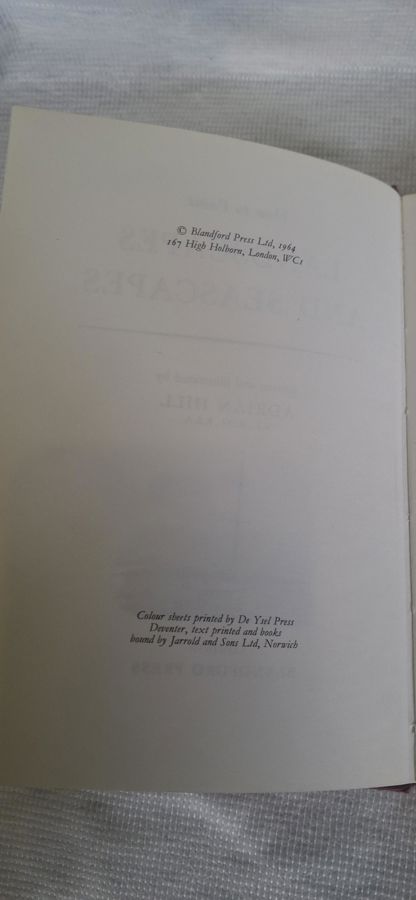 © Blandford Press Ltd, 1964
167 High Holborn, London, WC1
Colour sheets printed by De Ysel Press
Deventer, text printed and books
bound by Jarrold and Sons Ltd, Norwich